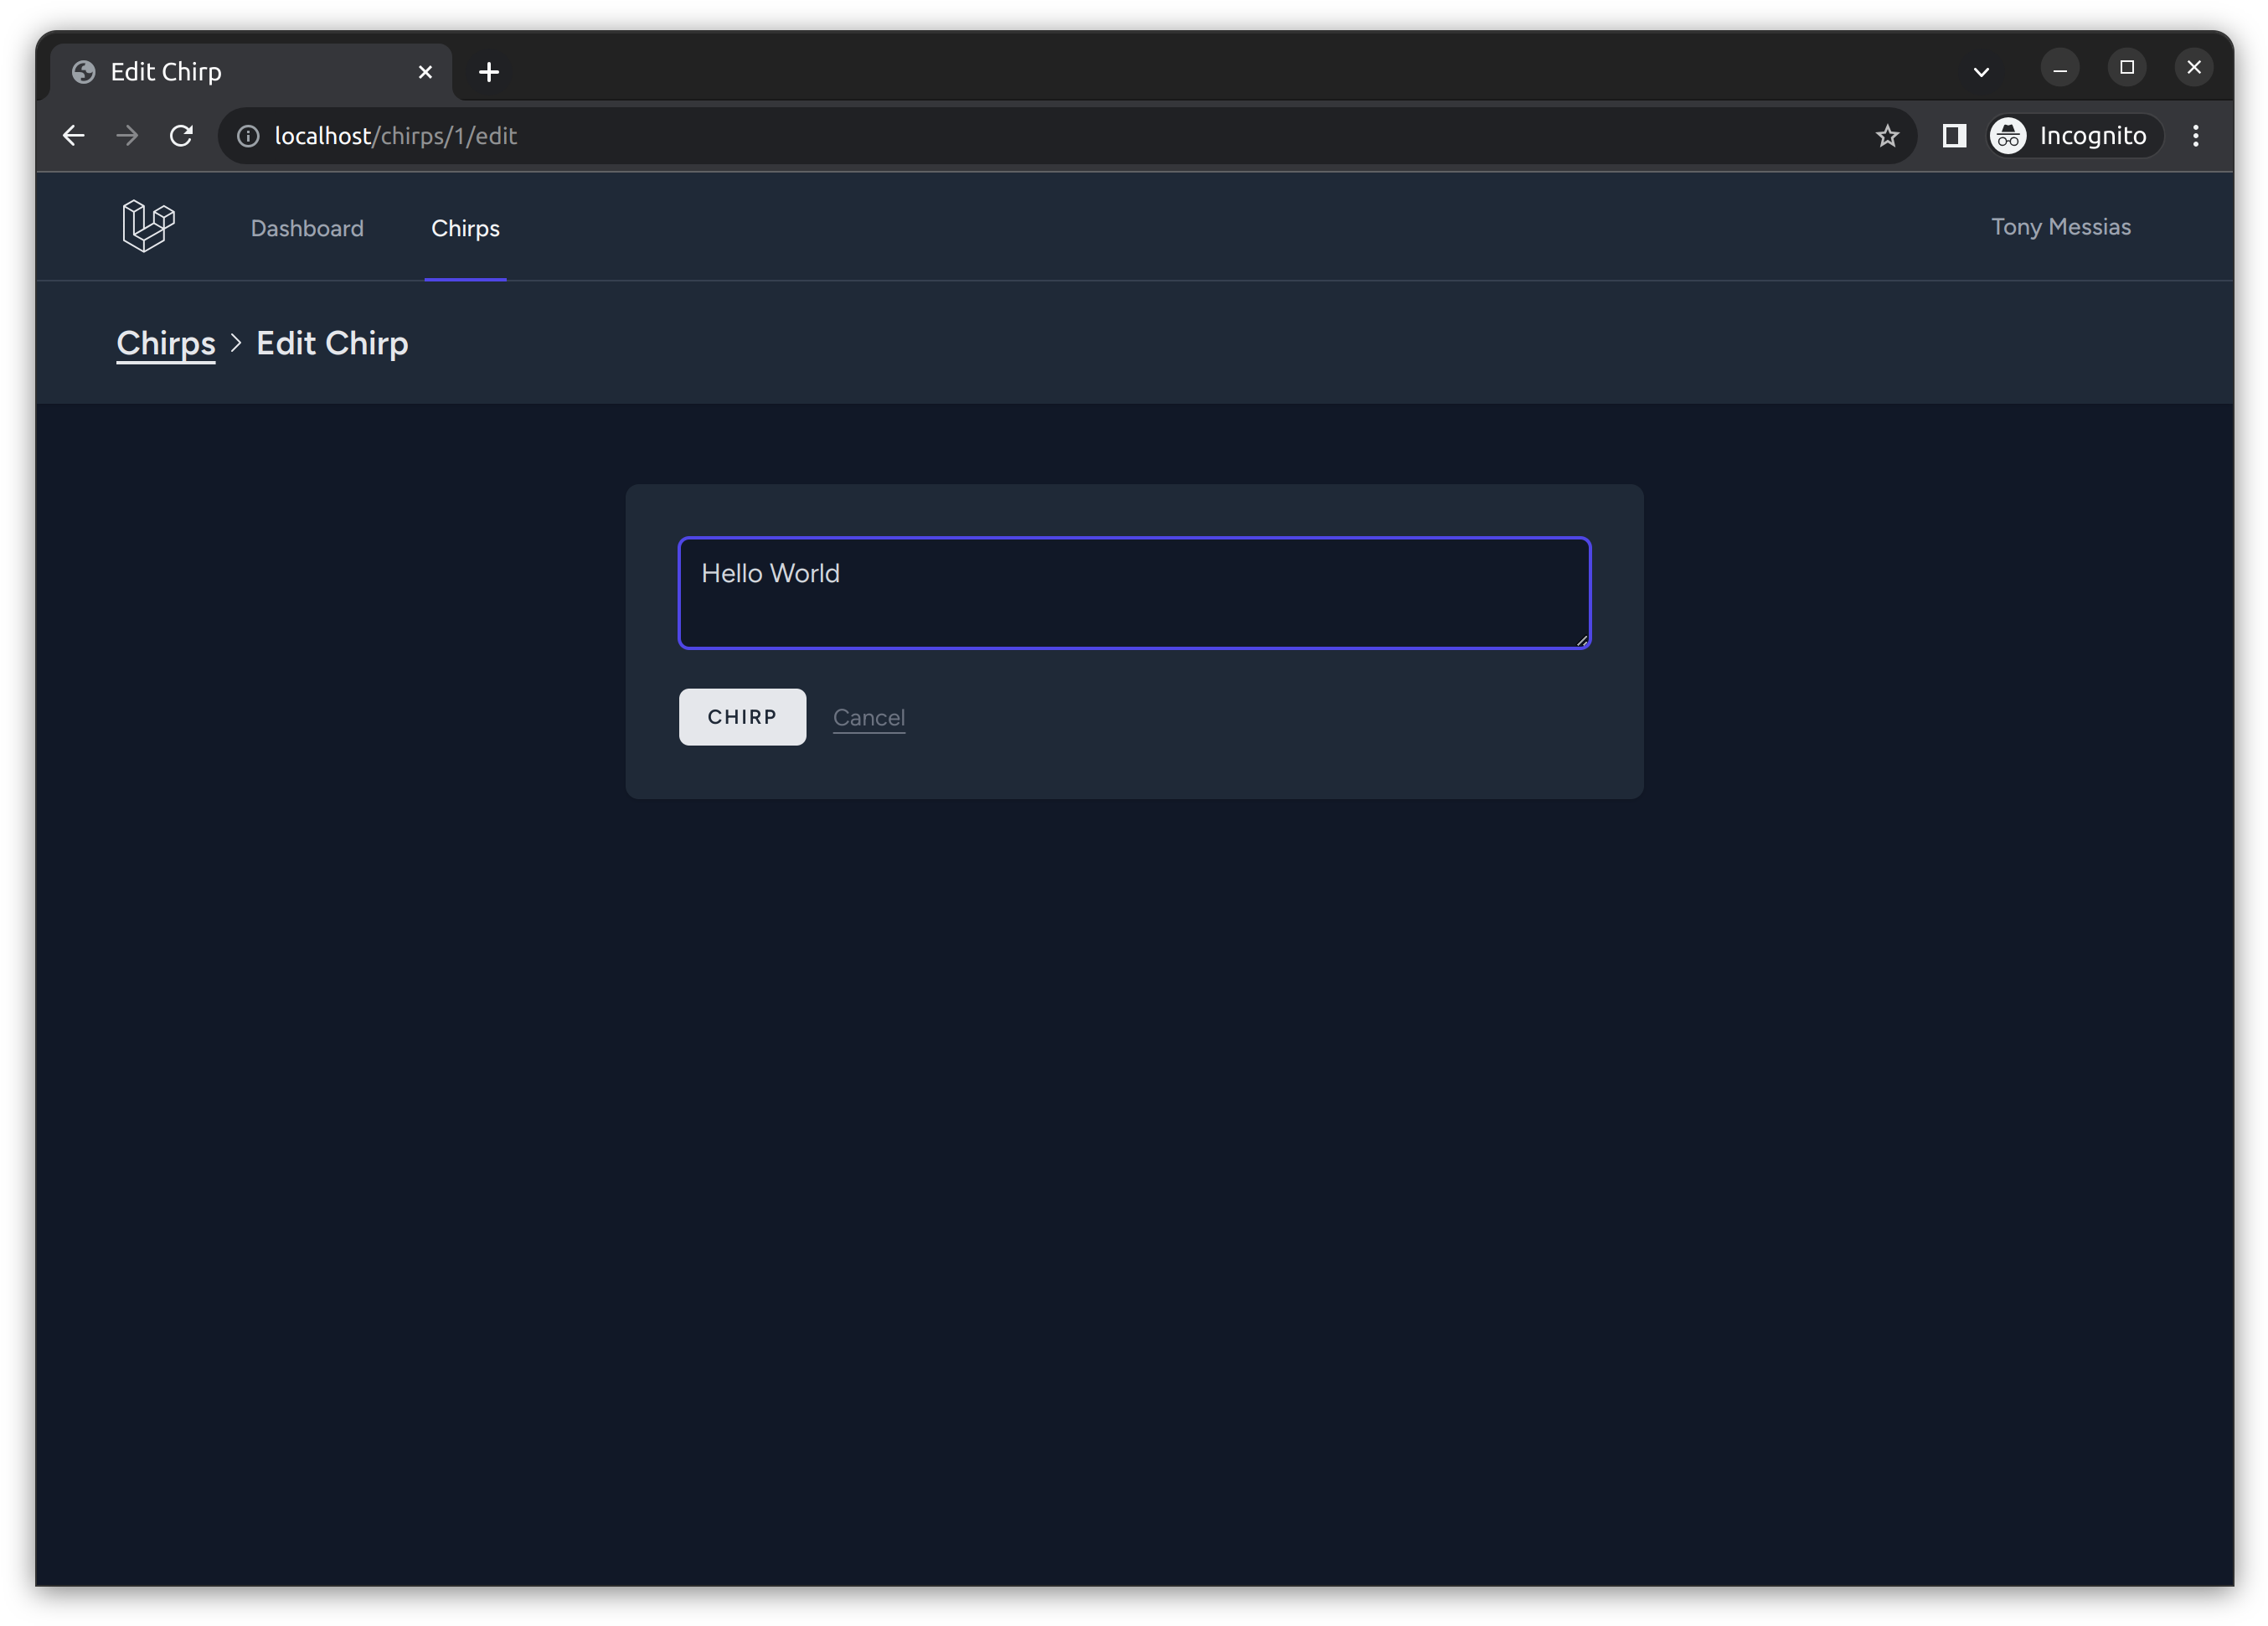 Edit Chirp
localhost/chirps/1/edit
Incognito
Dashboard
Chirps
Tony Messias
Chirps > Edit Chirp
Hello World
CHIRP
Cancel